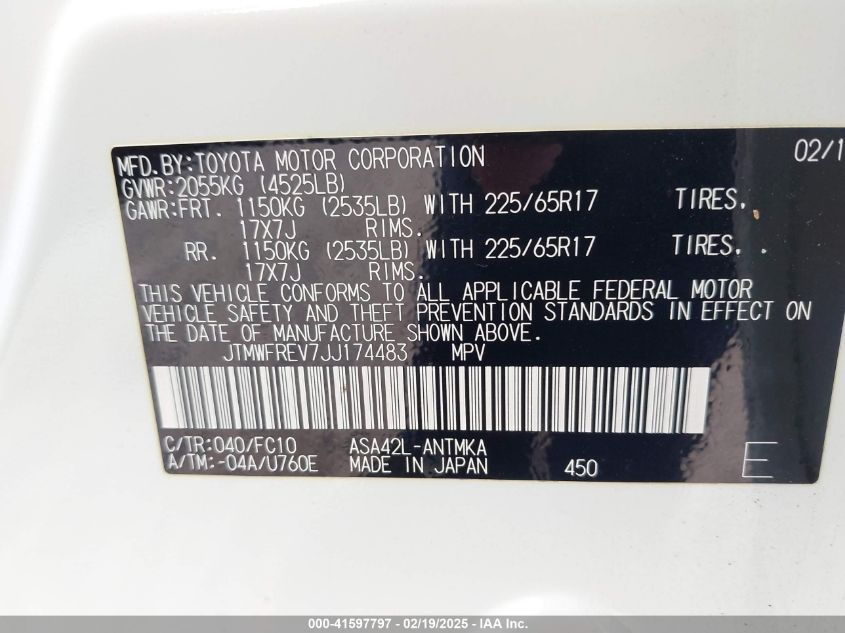 MFD. BY: TOYOTA MOTOR CORPORATION 02/1
GVWR: 2055KG (4525LB)
GAWR: FRT. 1150KG (2535LB) WITH 225/65R17 TIRES,
17X7J RIMS.
RR. 1150KG (2535LB) WITH 225/65R17 TIRES, .
17X7J RIMS.
THIS VEHICLE CONFORMS TO ALL APPLICABLE FEDERAL MOTOR
VEHICLE SAFETY AND THEFT PREVENTION STANDARDS IN EFFECT ON
THE DATE OF MANUFACTURE SHOWN ABOVE.
JTMWFREV7JJ174483 MPV
C/TR: 040/FC10 ASA42L-ANTMKA
A/TM: -04A/U760E MADE IN JAPAN 450 E
000-41597797 - 02/19/2025 - IAA Inc.